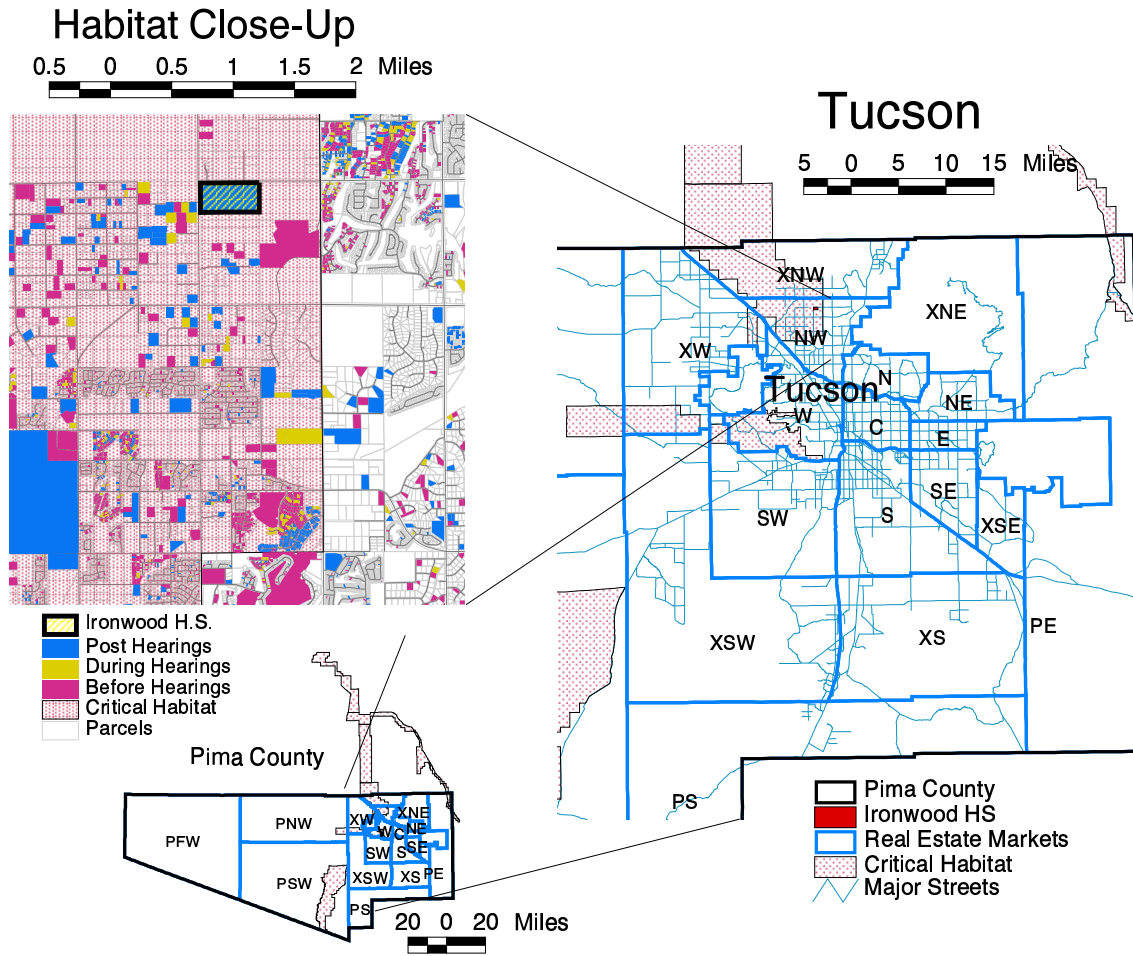 Habitat Close-Up
0.5 0 0.5 1 1.5 2 Miles
Ironwood H.S.
Post Hearings
During Hearings
Before Hearings
Critical Habitat
Parcels
Pima County
PFW
PNW
PSW
XW
XNE
W
C
NE
SE
SW
S
XSW
XS
PE
PS
20 0 20 Miles
Tucson
5 0 5 10 15 Miles
XNW
XNE
NW
XW
N
Tucson
NE
W
C
E
SE
SW
S
XSE
XSW
XS
PE
PS
Pima County
Ironwood HS
Real Estate Markets
Critical Habitat
Major Streets